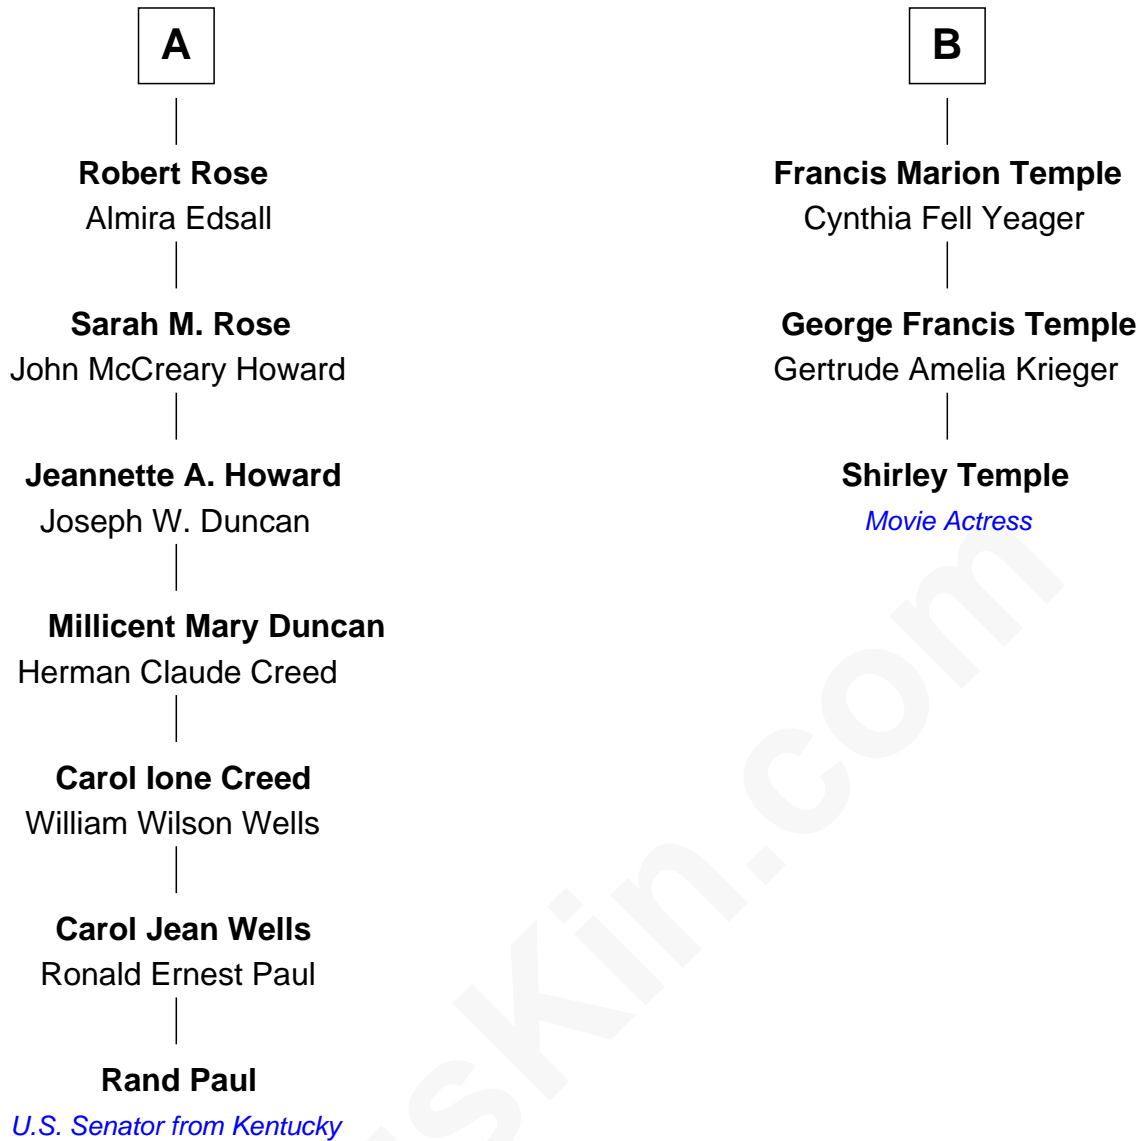 A
Robert Rose
Almira Edsall
Sarah M. Rose
John McCreary Howard
Jeannette A. Howard
Joseph W. Duncan
Millicent Mary Duncan
Herman Claude Creed
Carol Ione Creed
William Wilson Wells
Carol Jean Wells
Ronald Ernest Paul
Rand Paul
U.S. Senator from Kentucky
B
Francis Marion Temple
Cynthia Fell Yeager
George Francis Temple
Gertrude Amelia Krieger
Shirley Temple
Movie Actress
usKin.com